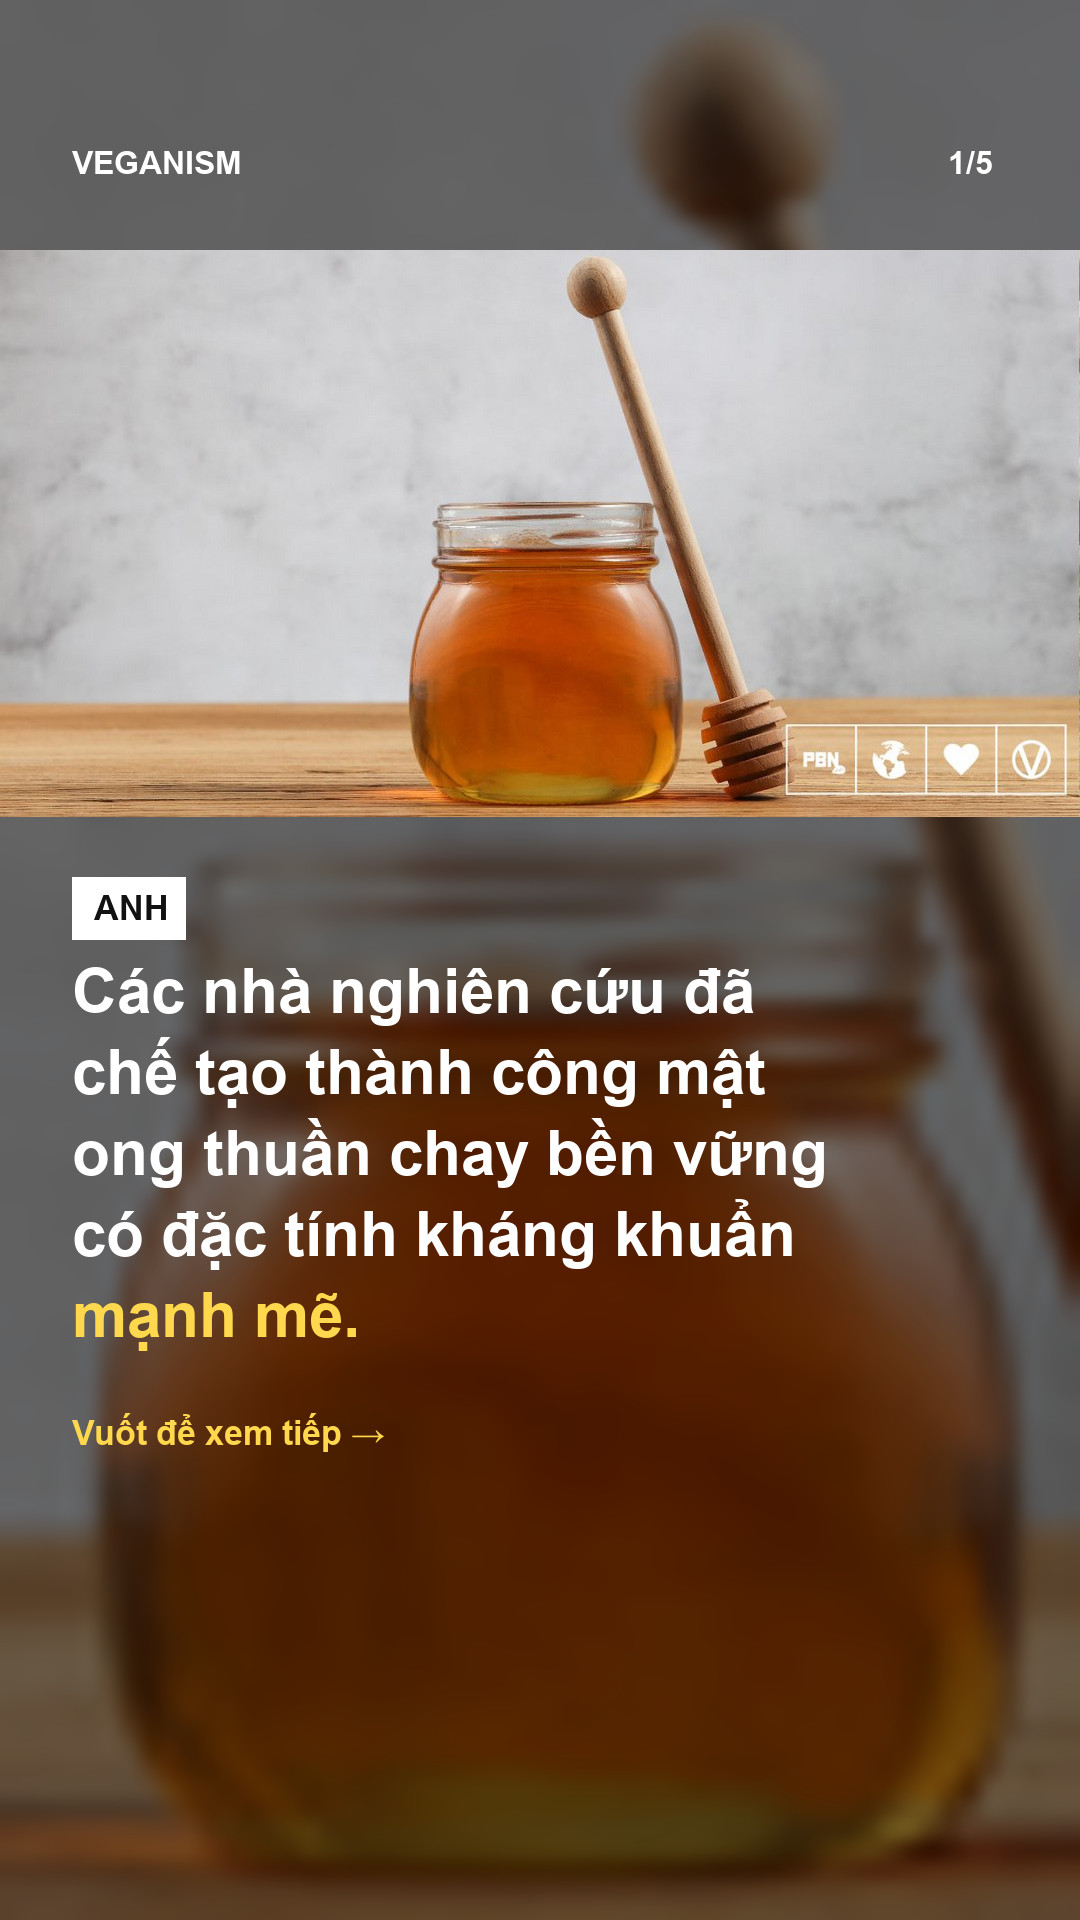 VEGANISM
1/5
PBN
ANH
Các nhà nghiên cứu đã
chế tạo thành công mật
ong thuần chay bền vững
có đặc tính kháng khuẩn
mạnh mẽ.
Vuốt để xem tiếp →